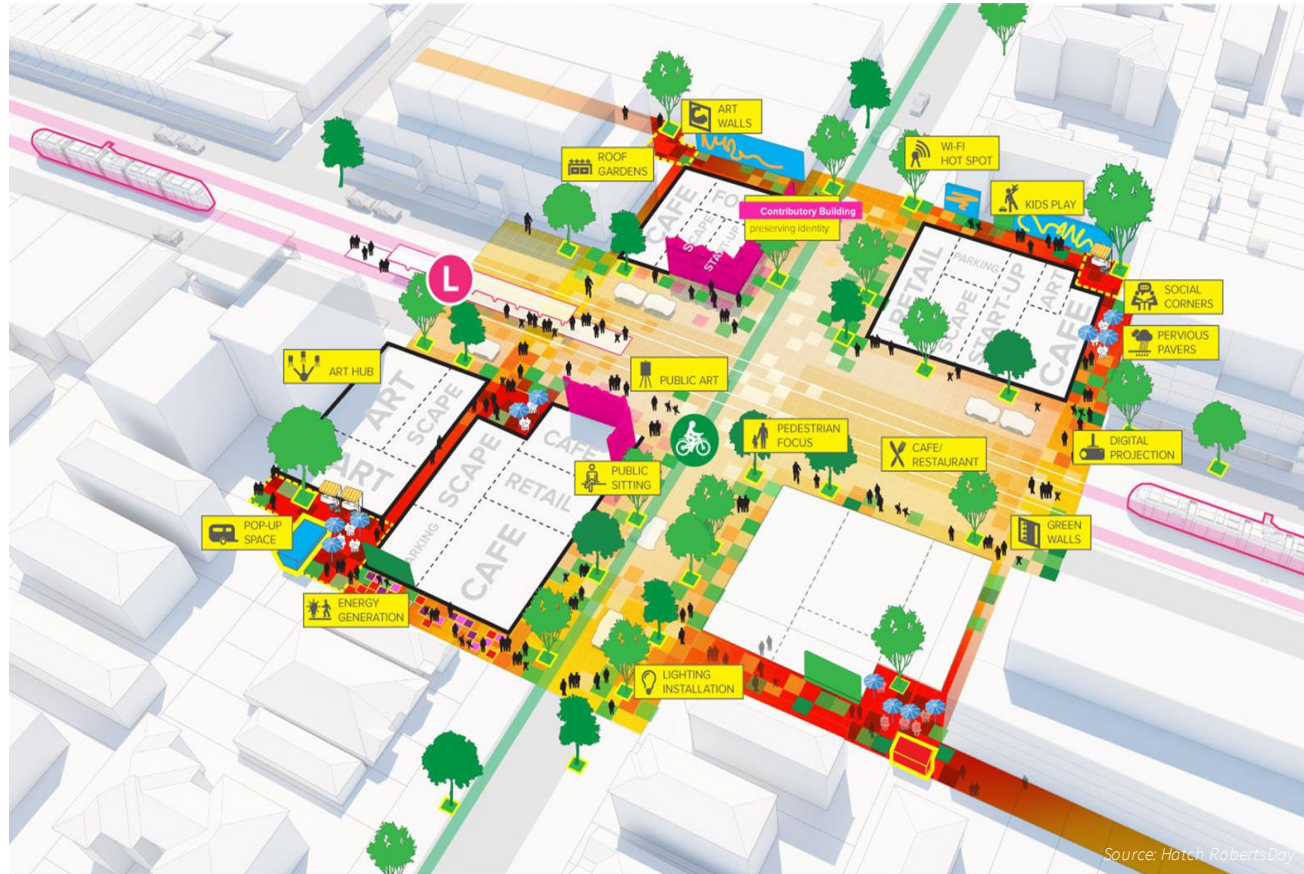 ART
WALLS
ROOF
GARDENS
WI-FI
HOT SPOT
KIDS PLAY
CAFE
FO
SCAPE
START-UP
Contributory Building
preserving identity
RETAIL
PARKING
SCAPE
START-UP
ART
CAFE
SOCIAL
CORNERS
PERVIOUS
PAVERS
L
ART HUB
ART
SCAPE
ART
PUBLIC ART
PEDESTRIAN
FOCUS
CAFE/
RESTAURANT
DIGITAL
PROJECTION
SCAPE
CAFE
RETAIL
CAFE
PUBLIC
SITTING
POP-UP
SPACE
GREEN
WALLS
ENERGY
GENERATION
LIGHTING
INSTALLATION
Source: Hatch RobertsDay